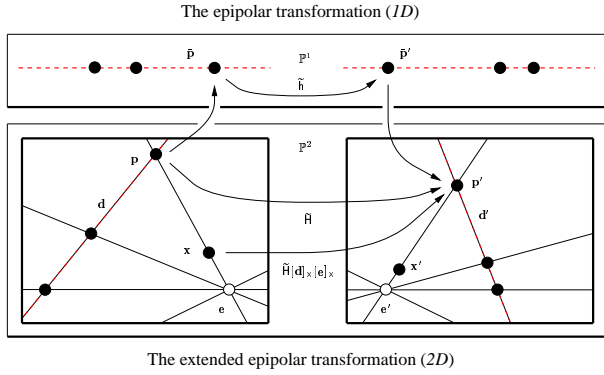 The epipolar transformation (1D)
p̄ ℙ¹ p̄′
h̃
ℙ²
p p′
d d′
H̃
x x′
H̃[d]ₓ[e]ₓ
e e′
The extended epipolar transformation (2D)